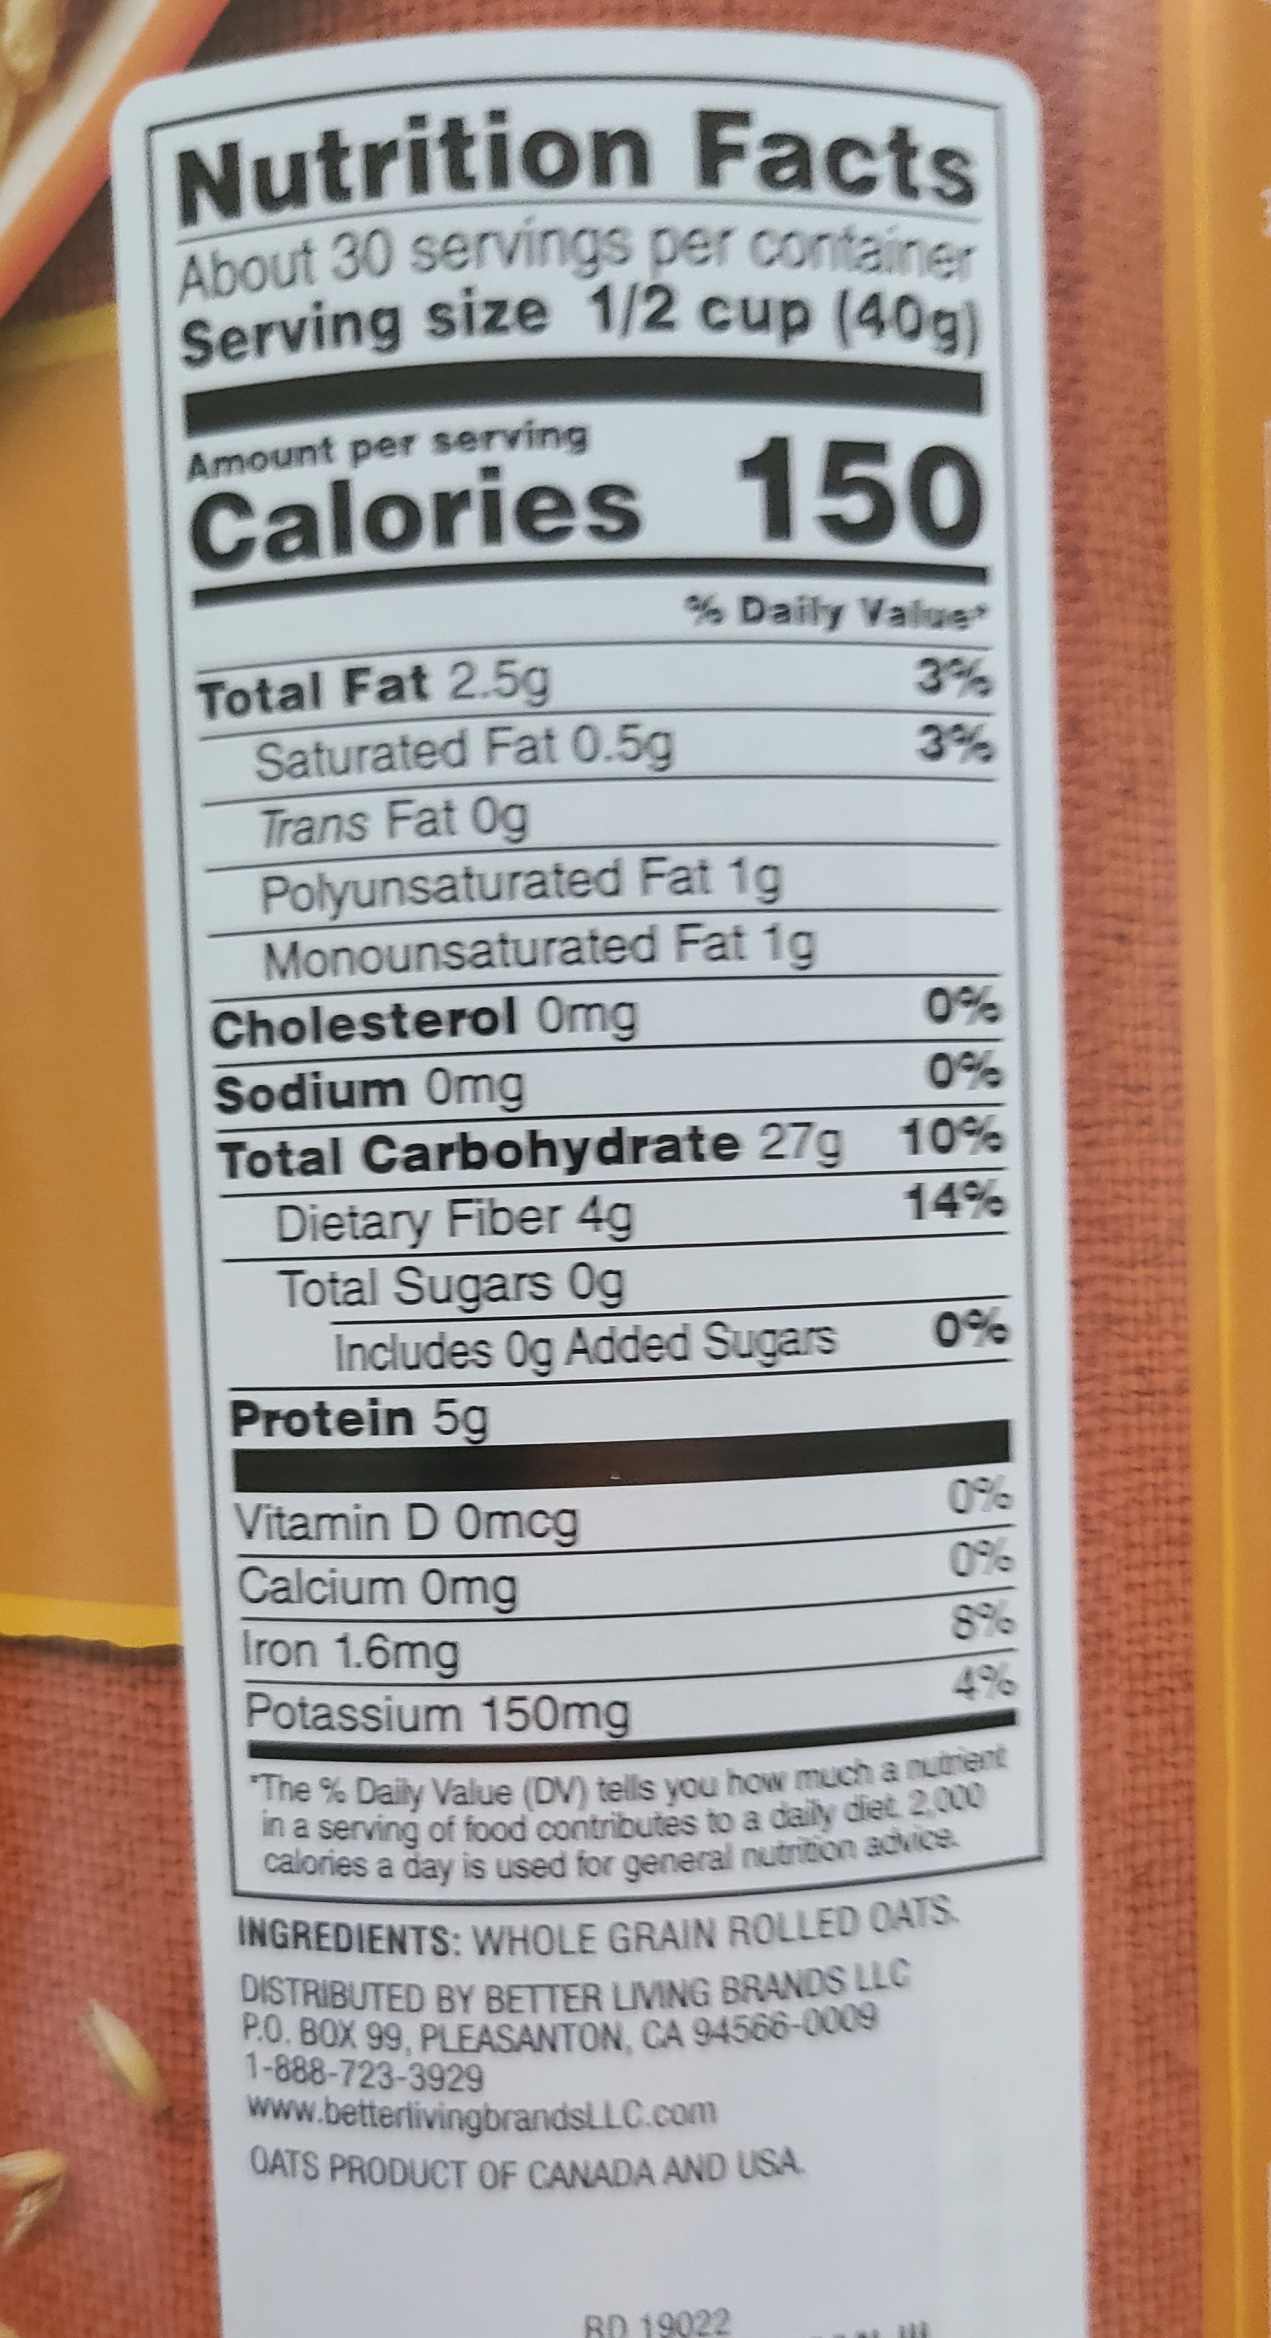 Nutrition Facts
About 30 servings per container
Serving size 1/2 cup (40g)
Amount per serving
Calories 150
% Daily Value*
Total Fat 2.5g 3%
Saturated Fat 0.5g 3%
Trans Fat 0g
Polyunsaturated Fat 1g
Monounsaturated Fat 1g
Cholesterol 0mg 0%
Sodium 0mg 0%
Total Carbohydrate 27g 10%
Dietary Fiber 4g 14%
Total Sugars 0g
Includes 0g Added Sugars 0%
Protein 5g
Vitamin D 0mcg 0%
Calcium 0mg 0%
Iron 1.6mg 8%
Potassium 150mg 4%
*The % Daily Value (DV) tells you how much a nutrient
in a serving of food contributes to a daily diet. 2,000
calories a day is used for general nutrition advice.
INGREDIENTS: WHOLE GRAIN ROLLED OATS.
DISTRIBUTED BY BETTER LIVING BRANDS LLC
P.O. BOX 99, PLEASANTON, CA 94566-0009
1-888-723-3929
www.betterlivingbrandsLLC.com
OATS PRODUCT OF CANADA AND USA.
RD 19022